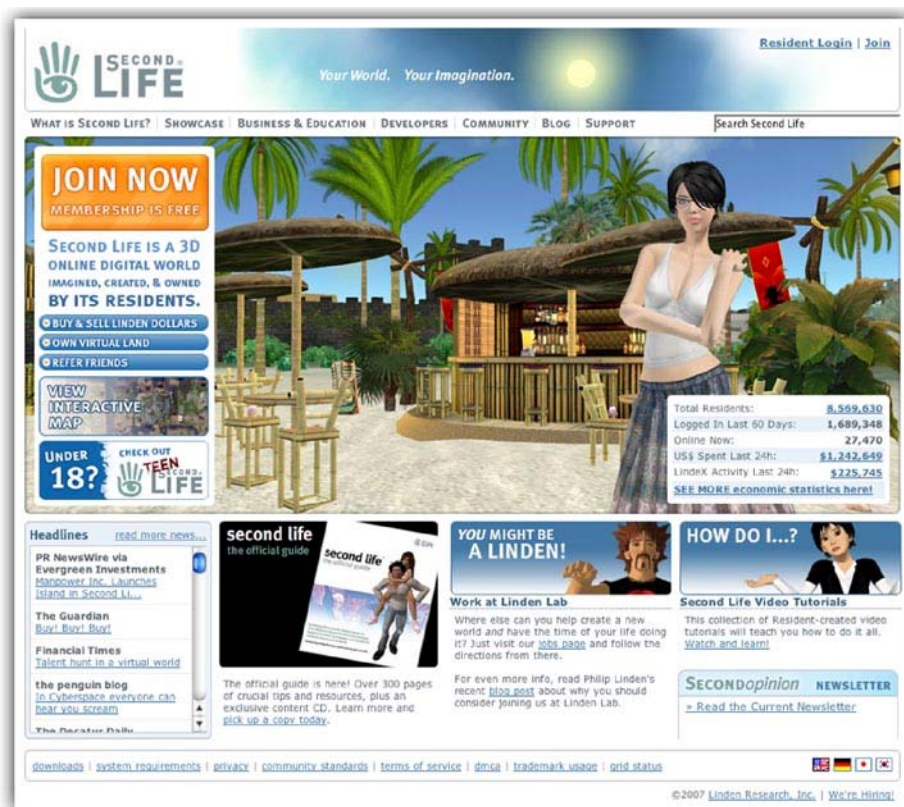 SECOND®
LIFE
Your World. Your Imagination.
Resident Login | Join
WHAT IS SECOND LIFE? | SHOWCASE | BUSINESS & EDUCATION | DEVELOPERS | COMMUNITY | BLOG | SUPPORT
Search Second Life
JOIN NOW
MEMBERSHIP IS FREE
SECOND LIFE IS A 3D
ONLINE DIGITAL WORLD
IMAGINED, CREATED, & OWNED
BY ITS RESIDENTS.
BUY & SELL LINDEN DOLLARS
OWN VIRTUAL LAND
REFER FRIENDS
VIEW
INTERACTIVE
MAP
UNDER
18?
CHECK OUT
TEEN
SECOND®
LIFE
Total Residents: 8,569,630
Logged In Last 60 Days: 1,689,348
Online Now: 27,470
US$ Spent Last 24h: $1,242,649
LindeX Activity Last 24h: $225,745
SEE MORE economic statistics here!
Headlines read more news...
PR NewsWire via
Evergreen Investments
Manpower Inc. Launches
Island in Second Li...
The Guardian
Buy! Buy! Buy!
Financial Times
Talent hunt in a virtual world
the penguin blog
In Cyberspace everyone can
hear you scream
The Decatur Daily
second life
the official guide
second life
the official guide
The official guide is here! Over 300 pages
of crucial tips and resources, plus an
exclusive content CD. Learn more and
pick up a copy today.
YOU MIGHT BE
A LINDEN!
Work at Linden Lab
Where else can you help create a new
world and have the time of your life doing
it? Just visit our jobs page and follow the
directions from there.
For even more info, read Philip Linden's
recent blog post about why you should
consider joining us at Linden Lab.
HOW DO I...?
Second Life Video Tutorials
This collection of Resident-created video
tutorials will teach you how to do it all.
Watch and learn!
SECONDopinion NEWSLETTER
» Read the Current Newsletter
downloads | system requirements | privacy | community standards | terms of service | dmca | trademark usage | grid status
©2007 Linden Research, Inc. | We're Hiring!